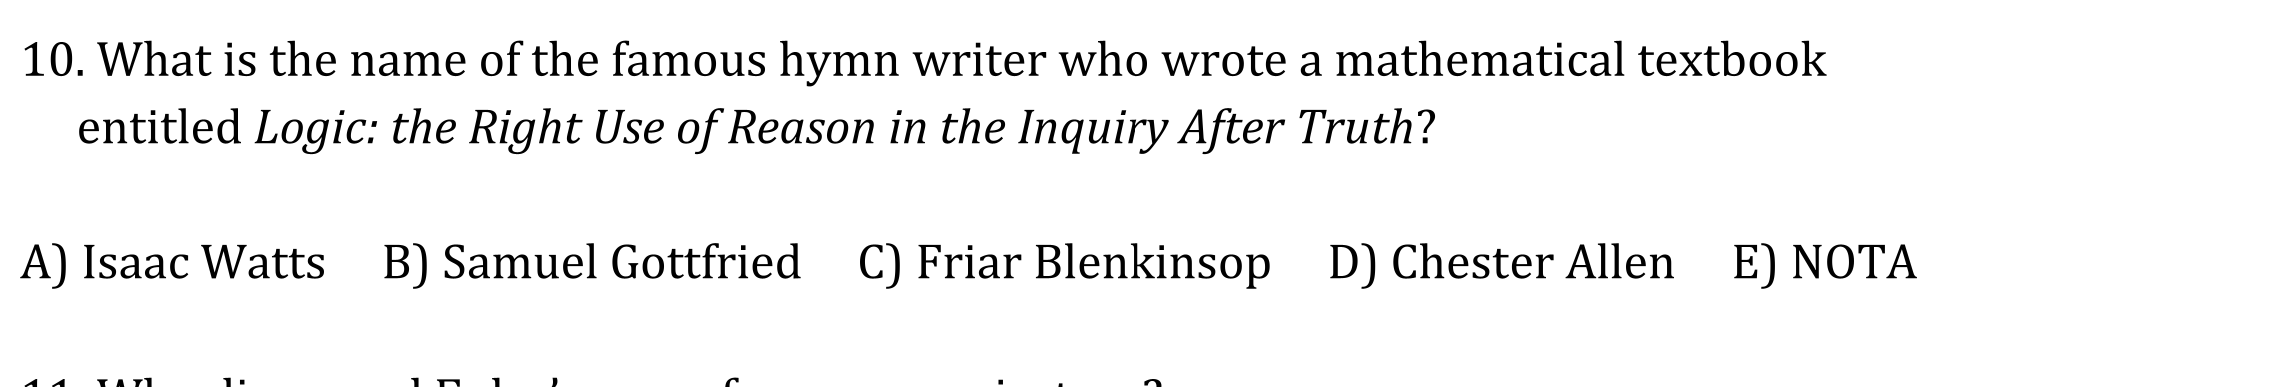 10. What is the name of the famous hymn writer who wrote a mathematical textbook
entitled Logic: the Right Use of Reason in the Inquiry After Truth?
A) Isaac Watts B) Samuel Gottfried C) Friar Blenkinsop D) Chester Allen E) NOTA